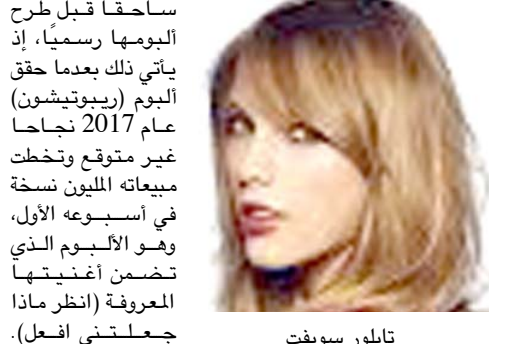 ساحقا قبل طرح
ألبومها رسميًا، إذ
يأتي ذلك بعدما حقق
ألبوم (ريبوتيشون)
عام 2017 نجاحا
غير متوقع وتخطت
مبيعاته المليون نسخة
في أسبوعه الأول،
وهو الألبوم الذي
تضمن أغنيتها
المعروفة (انظر ماذا
جعلتني افعل).
تايلور سويفت